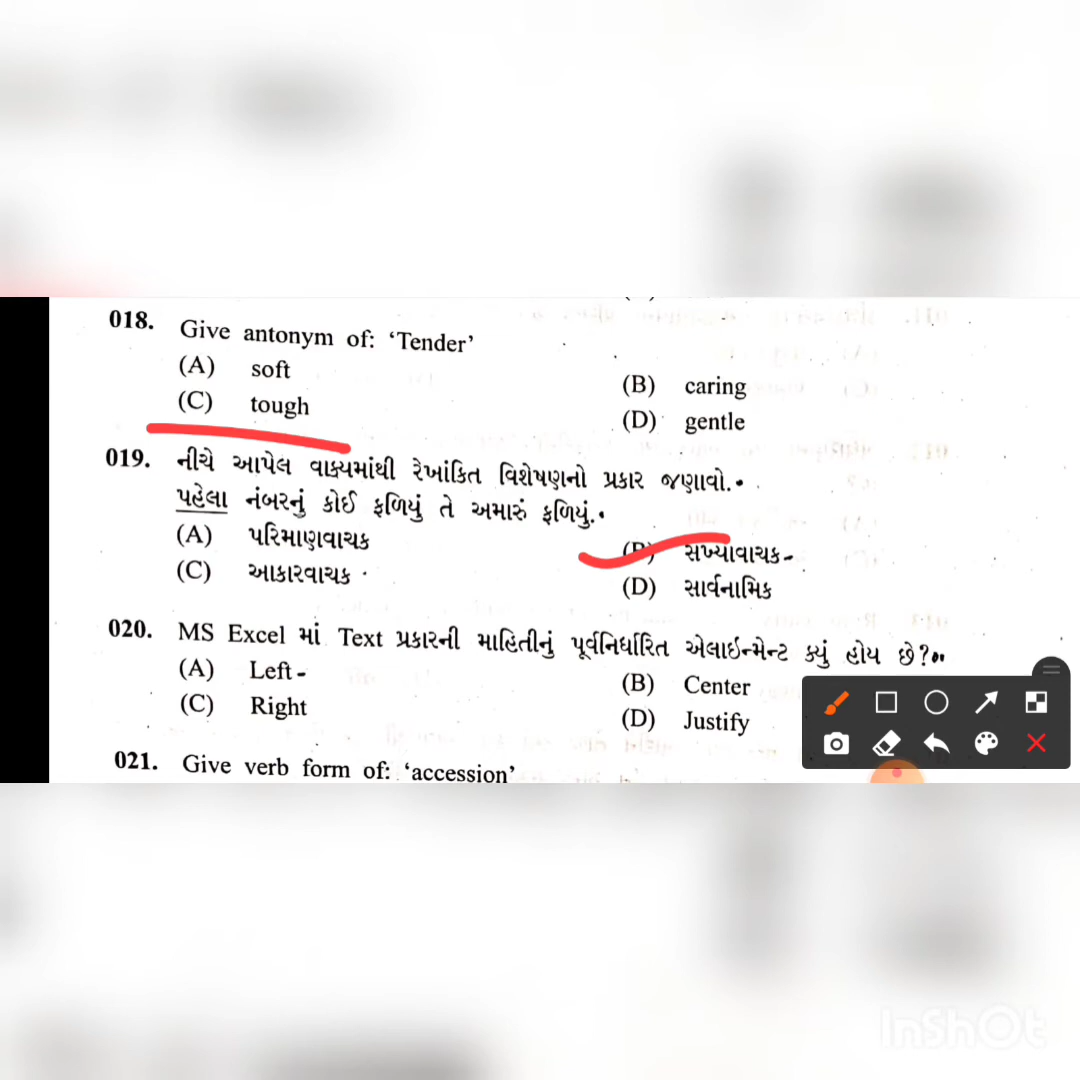 018. Give antonym of: ‘Tender’
(A) soft
(B) caring
(C) tough
(D) gentle
019. નીચે આપેલ વાક્યમાંથી રેખાંકિત વિશેષણનો પ્રકાર જણાવો.
પહેલા નંબરનું કોઈ ફળિયું તે અમારું ફળિયું.
(A) પરિમાણવાચક
(B) સંખ્યાવાચક
(C) આકારવાચક
(D) સાર્વનામિક
020. MS Excel માં Text પ્રકારની માહિતીનું પૂર્વનિર્ધારિત એલાઇન્મેન્ટ ક્યું હોય છે?
(A) Left
(B) Center
(C) Right
(D) Justify
021. Give verb form of: ‘accession’
InShOt